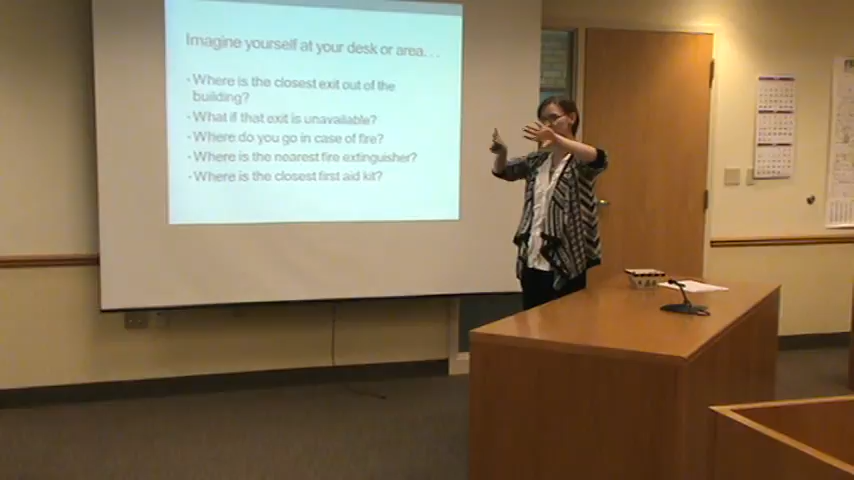 Imagine yourself at your desk or area...
· Where is the closest exit out of the
building?
· What if that exit is unavailable?
· Where do you go in case of fire?
· Where is the nearest fire extinguisher?
· Where is the closest first aid kit?